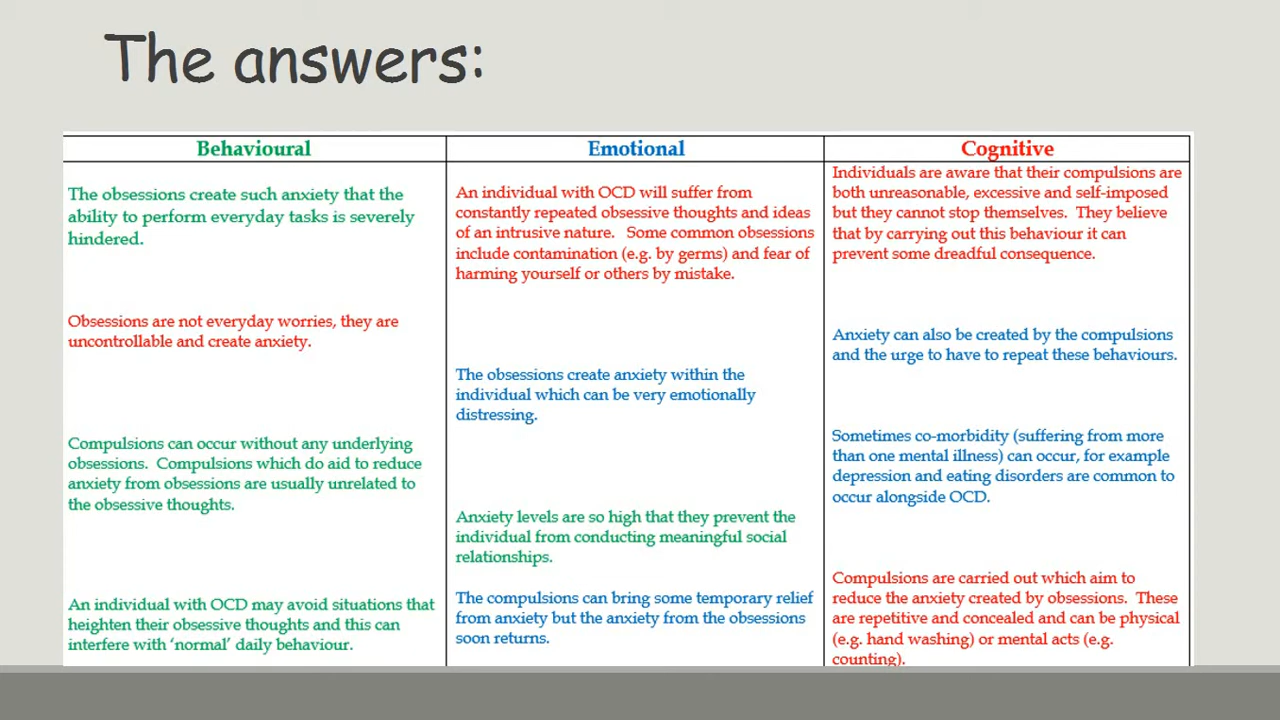 The answers:
Behavioural
Emotional
Cognitive
The obsessions create such anxiety that the
ability to perform everyday tasks is severely
hindered.
Obsessions are not everyday worries, they are
uncontrollable and create anxiety.
Compulsions can occur without any underlying
obsessions. Compulsions which do aid to reduce
anxiety from obsessions are usually unrelated to
the obsessive thoughts.
An individual with OCD may avoid situations that
heighten their obsessive thoughts and this can
interfere with ‘normal’ daily behaviour.
An individual with OCD will suffer from
constantly repeated obsessive thoughts and ideas
of an intrusive nature. Some common obsessions
include contamination (e.g. by germs) and fear of
harming yourself or others by mistake.
The obsessions create anxiety within the
individual which can be very emotionally
distressing.
Anxiety levels are so high that they prevent the
individual from conducting meaningful social
relationships.
The compulsions can bring some temporary relief
from anxiety but the anxiety from the obsessions
soon returns.
Individuals are aware that their compulsions are
both unreasonable, excessive and self-imposed
but they cannot stop themselves. They believe
that by carrying out this behaviour it can
prevent some dreadful consequence.
Anxiety can also be created by the compulsions
and the urge to have to repeat these behaviours.
Sometimes co-morbidity (suffering from more
than one mental illness) can occur, for example
depression and eating disorders are common to
occur alongside OCD.
Compulsions are carried out which aim to
reduce the anxiety created by obsessions. These
are repetitive and concealed and can be physical
(e.g. hand washing) or mental acts (e.g.
counting).